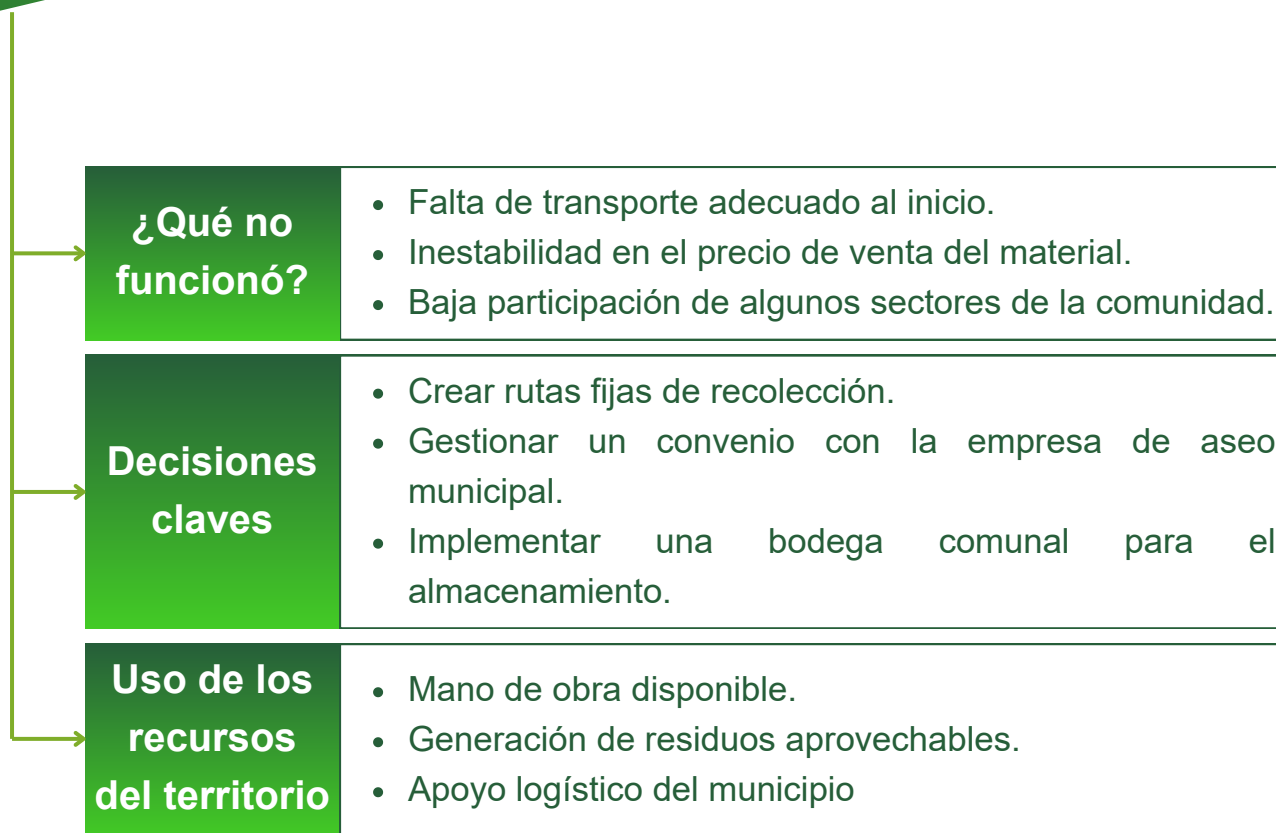 ¿Qué no
funcionó?
• Falta de transporte adecuado al inicio.
• Inestabilidad en el precio de venta del material.
• Baja participación de algunos sectores de la comunidad.
Decisiones
claves
• Crear rutas fijas de recolección.
• Gestionar un convenio con la empresa de aseo
municipal.
• Implementar una bodega comunal para el
almacenamiento.
Uso de los
recursos
del territorio
• Mano de obra disponible.
• Generación de residuos aprovechables.
• Apoyo logístico del municipio